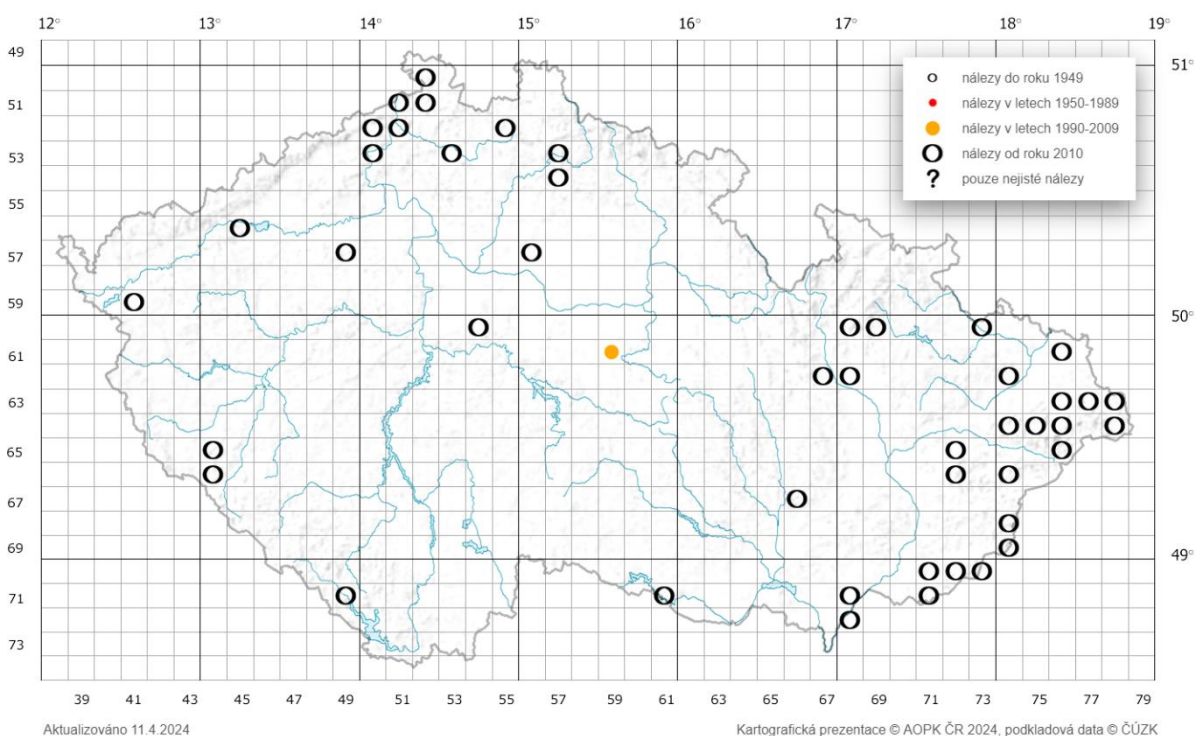 12° 13° 14° 15° 16° 17° 18° 19°
49 51°
nálezy do roku 1949
51
nálezy v letech 1950-1989
nálezy v letech 1990-2009
53
nálezy od roku 2010
? pouze nejisté nálezy
55
57
59
50°
61
63
65
67
69
49°
71
73
39 41 43 45 47 49 51 53 55 57 59 61 63 65 67 69 71 73 75 77 79
Aktualizováno 11.4.2024 Kartografická prezentace © AOPK ČR 2024, podkladová data © ČÚZK